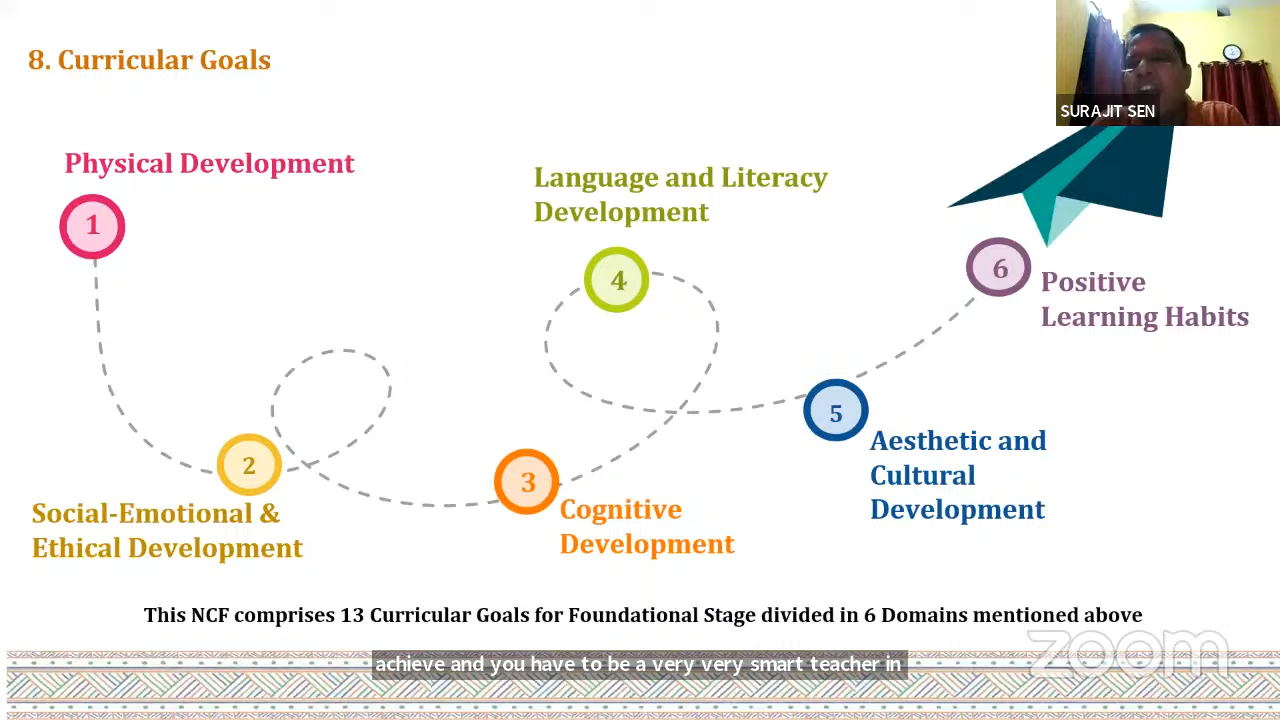 8. Curricular Goals
SURAJIT SEN
Physical Development
1
Language and Literacy
Development
4
6
Positive
Learning Habits
5
Aesthetic and
Cultural
Development
2
Social-Emotional &
Ethical Development
3
Cognitive
Development
This NCF comprises 13 Curricular Goals for Foundational Stage divided in 6 Domains mentioned above
zoom
achieve and you have to be a very very smart teacher in